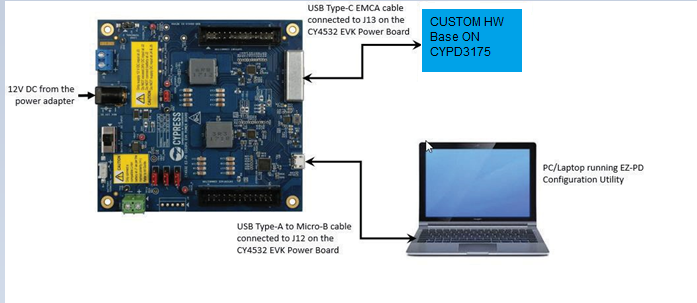 USB Type-C EMCA cable
connected to J13 on the
CY4532 EVK Power Board
CUSTOM HW
Base ON
CYPD3175
12V DC from the
power adapter
CYPRESS
CAUTION
CAUTION
PC/Laptop running EZ-PD
Configuration Utility
USB Type-A to Micro-B cable
connected to J12 on the
CY4532 EVK Power Board